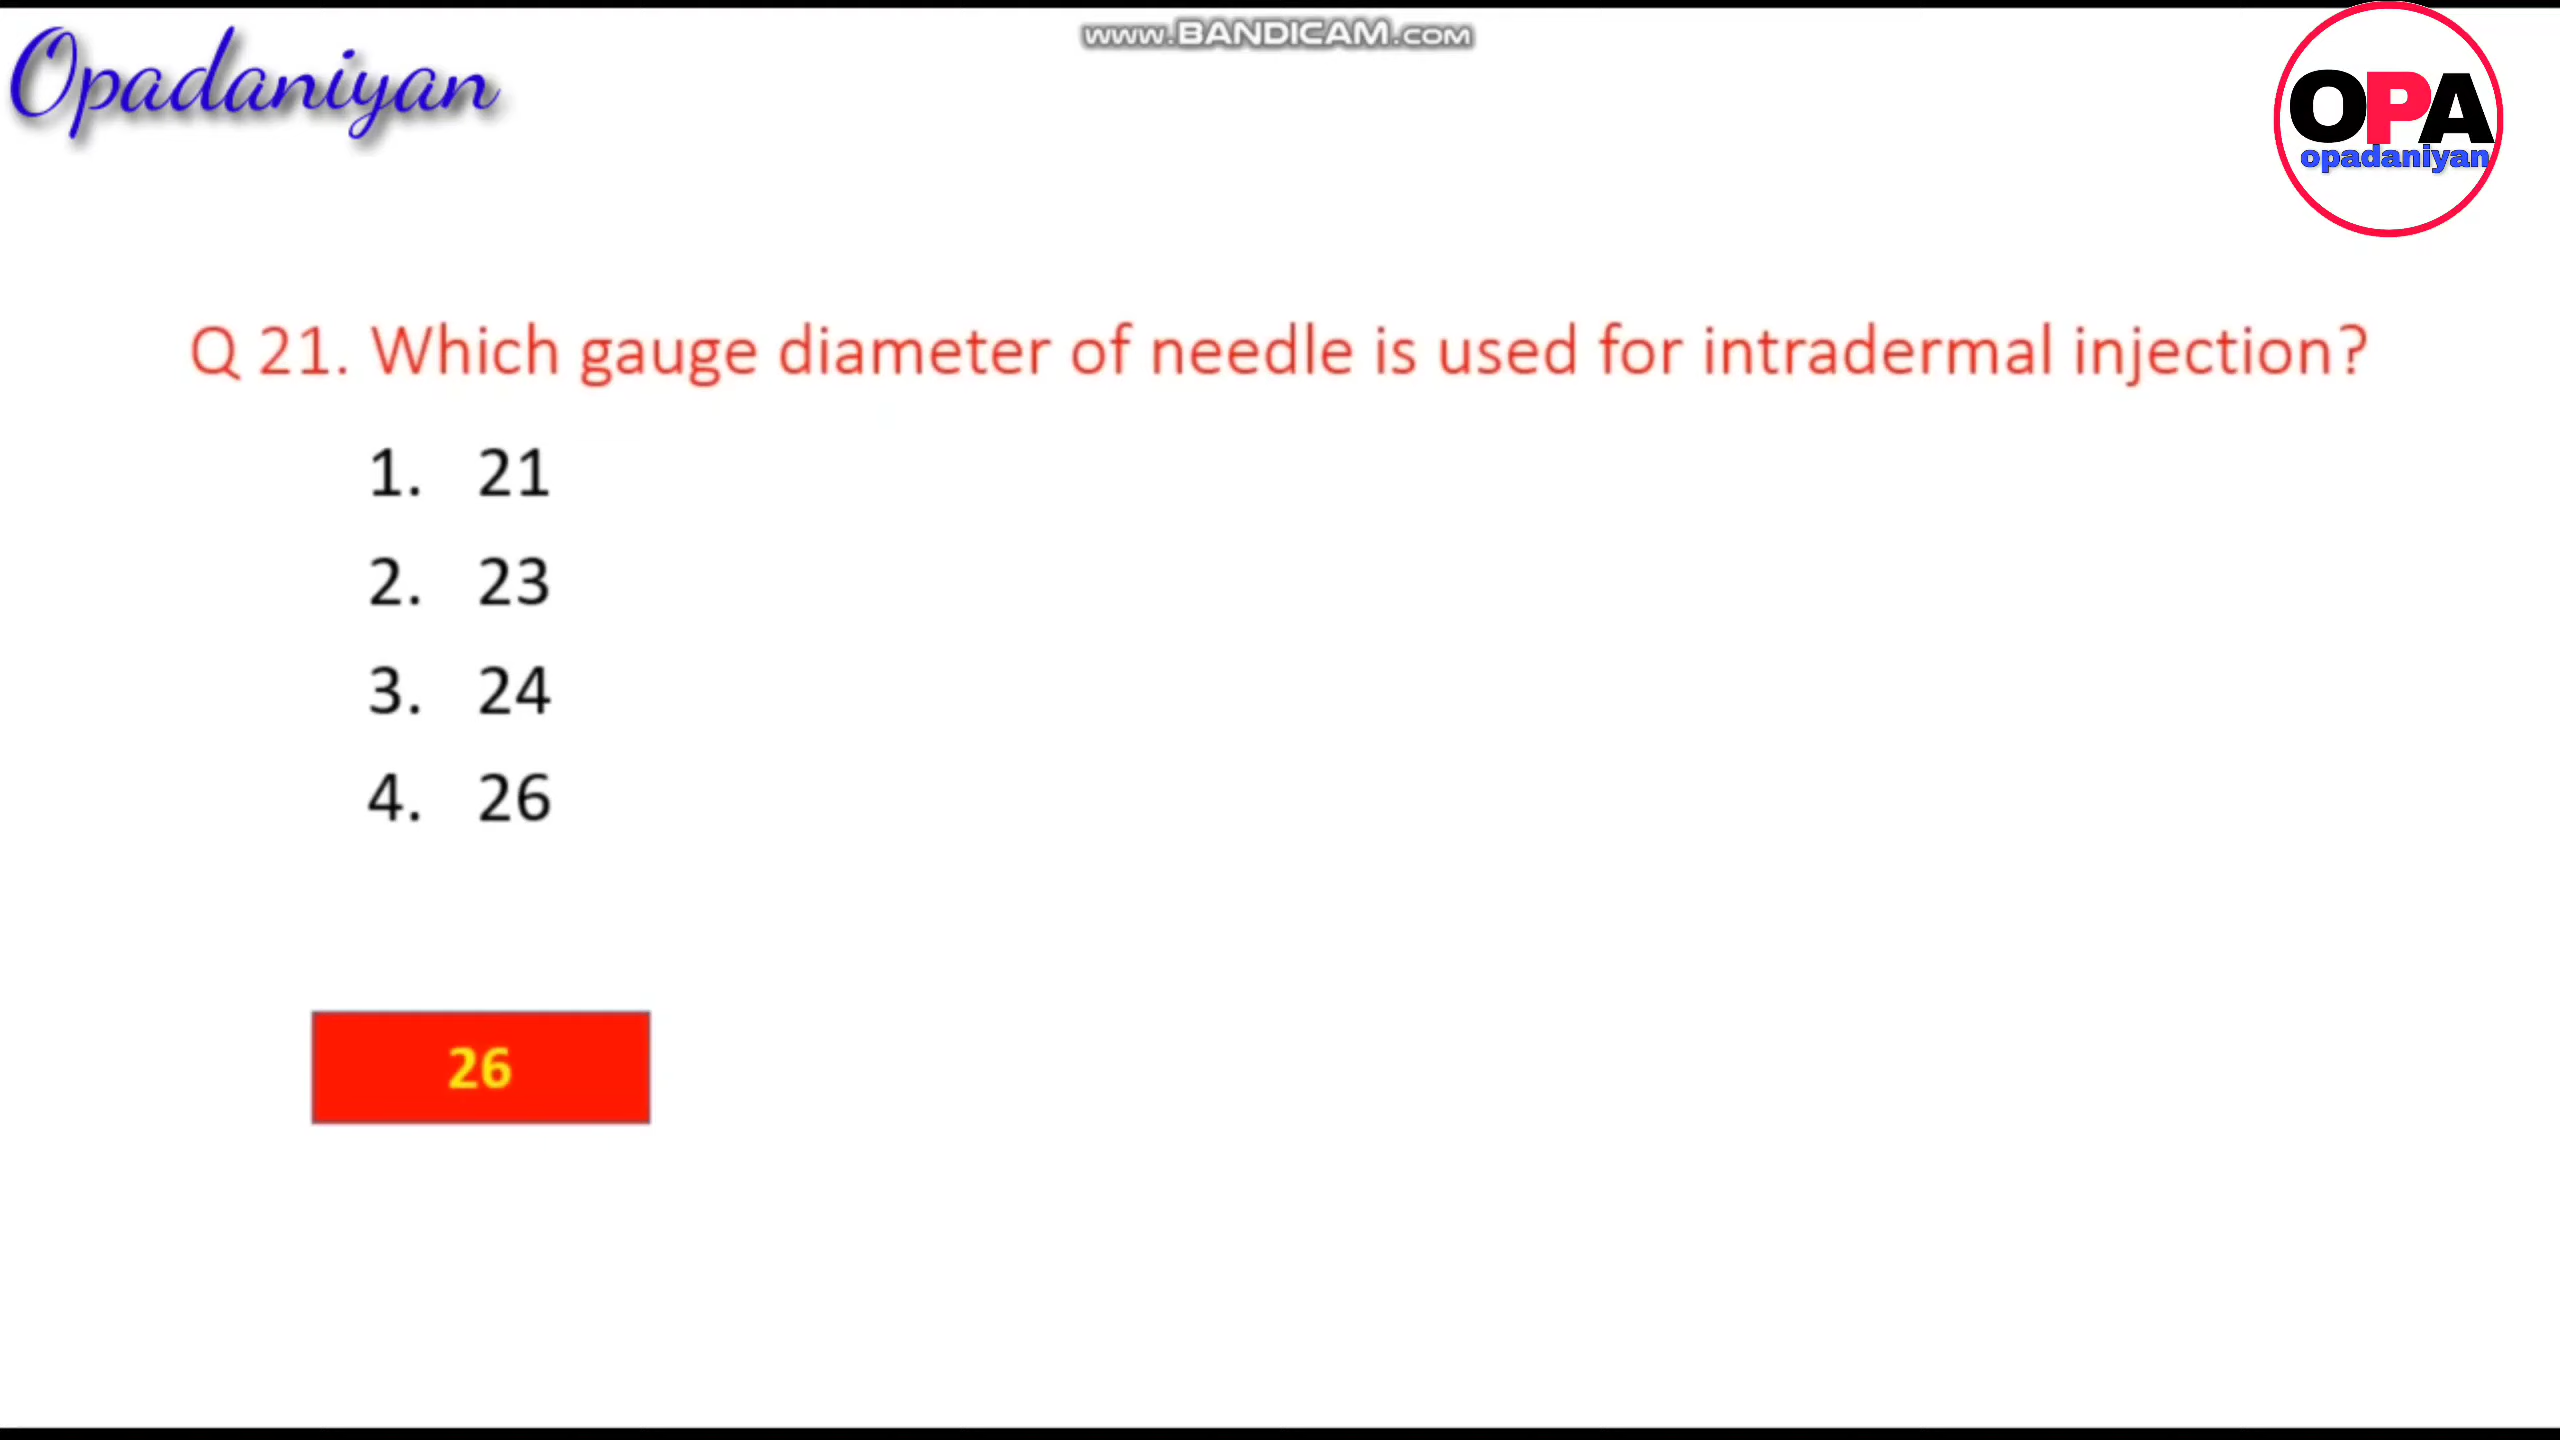 Opadaniyan
www.BANDICAM.com
OPA
opadaniyan
Q 21. Which gauge diameter of needle is used for intradermal injection?
1. 21
2. 23
3. 24
4. 26
26